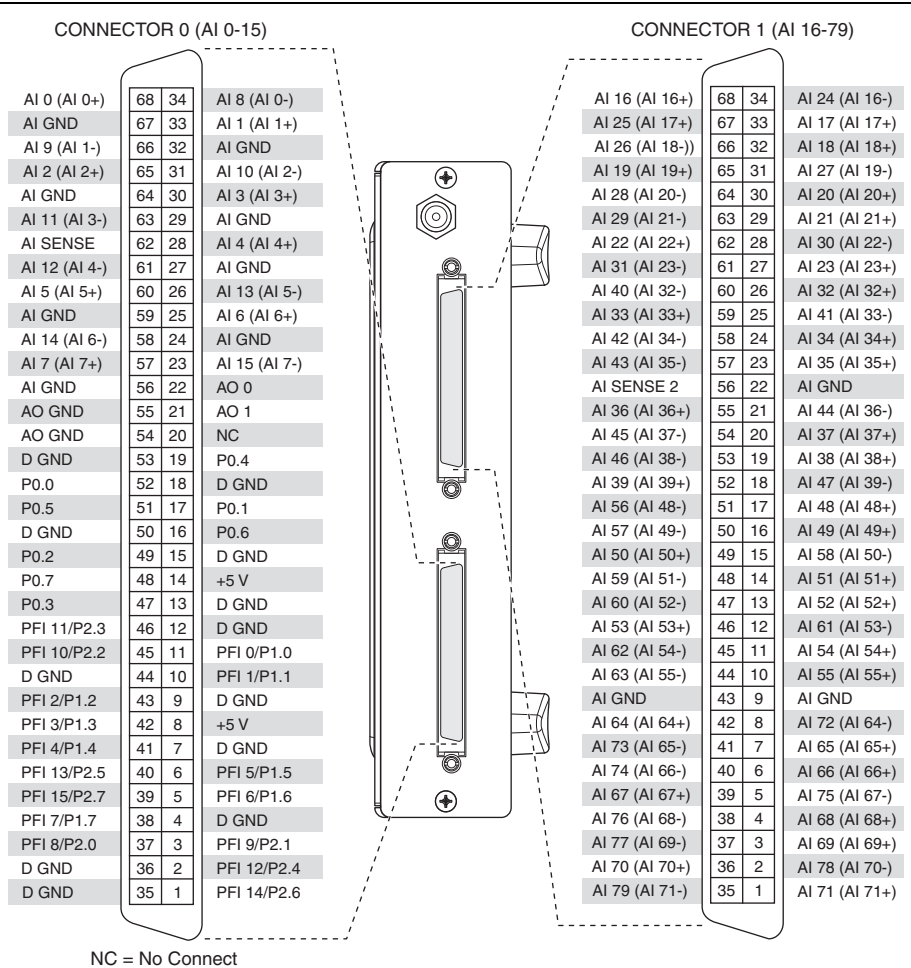 CONNECTOR 0 (AI 0-15)
AI 0 (AI 0+) 68 34 AI 8 (AI 0-)
AI GND 67 33 AI 1 (AI 1+)
AI 9 (AI 1-) 66 32 AI GND
AI 2 (AI 2+) 65 31 AI 10 (AI 2-)
AI GND 64 30 AI 3 (AI 3+)
AI 11 (AI 3-) 63 29 AI GND
AI SENSE 62 28 AI 4 (AI 4+)
AI 12 (AI 4-) 61 27 AI GND
AI 5 (AI 5+) 60 26 AI 13 (AI 5-)
AI GND 59 25 AI 6 (AI 6+)
AI 14 (AI 6-) 58 24 AI GND
AI 7 (AI 7+) 57 23 AI 15 (AI 7-)
AI GND 56 22 AO 0
AO GND 55 21 AO 1
AO GND 54 20 NC
D GND 53 19 P0.4
P0.0 52 18 D GND
P0.5 51 17 P0.1
D GND 50 16 P0.6
P0.2 49 15 D GND
P0.7 48 14 +5 V
P0.3 47 13 D GND
PFI 11/P2.3 46 12 D GND
PFI 10/P2.2 45 11 PFI 0/P1.0
D GND 44 10 PFI 1/P1.1
PFI 2/P1.2 43 9 D GND
PFI 3/P1.3 42 8 +5 V
PFI 4/P1.4 41 7 D GND
PFI 13/P2.5 40 6 PFI 5/P1.5
PFI 15/P2.7 39 5 PFI 6/P1.6
PFI 7/P1.7 38 4 D GND
PFI 8/P2.0 37 3 PFI 9/P2.1
D GND 36 2 PFI 12/P2.4
D GND 35 1 PFI 14/P2.6
NC = No Connect
CONNECTOR 1 (AI 16-79)
AI 16 (AI 16+) 68 34 AI 24 (AI 16-)
AI 25 (AI 17+) 67 33 AI 17 (AI 17+)
AI 26 (AI 18-)) 66 32 AI 18 (AI 18+)
AI 19 (AI 19+) 65 31 AI 27 (AI 19-)
AI 28 (AI 20-) 64 30 AI 20 (AI 20+)
AI 29 (AI 21-) 63 29 AI 21 (AI 21+)
AI 22 (AI 22+) 62 28 AI 30 (AI 22-)
AI 31 (AI 23-) 61 27 AI 23 (AI 23+)
AI 40 (AI 32-) 60 26 AI 32 (AI 32+)
AI 33 (AI 33+) 59 25 AI 41 (AI 33-)
AI 42 (AI 34-) 58 24 AI 34 (AI 34+)
AI 43 (AI 35-) 57 23 AI 35 (AI 35+)
AI SENSE 2 56 22 AI GND
AI 36 (AI 36+) 55 21 AI 44 (AI 36-)
AI 45 (AI 37-) 54 20 AI 37 (AI 37+)
AI 46 (AI 38-) 53 19 AI 38 (AI 38+)
AI 39 (AI 39+) 52 18 AI 47 (AI 39-)
AI 56 (AI 48-) 51 17 AI 48 (AI 48+)
AI 57 (AI 49-) 50 16 AI 49 (AI 49+)
AI 50 (AI 50+) 49 15 AI 58 (AI 50-)
AI 59 (AI 51-) 48 14 AI 51 (AI 51+)
AI 60 (AI 52-) 47 13 AI 52 (AI 52+)
AI 53 (AI 53+) 46 12 AI 61 (AI 53-)
AI 62 (AI 54-) 45 11 AI 54 (AI 54+)
AI 63 (AI 55-) 44 10 AI 55 (AI 55+)
AI GND 43 9 AI GND
AI 64 (AI 64+) 42 8 AI 72 (AI 64-)
AI 73 (AI 65-) 41 7 AI 65 (AI 65+)
AI 74 (AI 66-) 40 6 AI 66 (AI 66+)
AI 67 (AI 67+) 39 5 AI 75 (AI 67-)
AI 76 (AI 68-) 38 4 AI 68 (AI 68+)
AI 77 (AI 69-) 37 3 AI 69 (AI 69+)
AI 70 (AI 70+) 36 2 AI 78 (AI 70-)
AI 79 (AI 71-) 35 1 AI 71 (AI 71+)